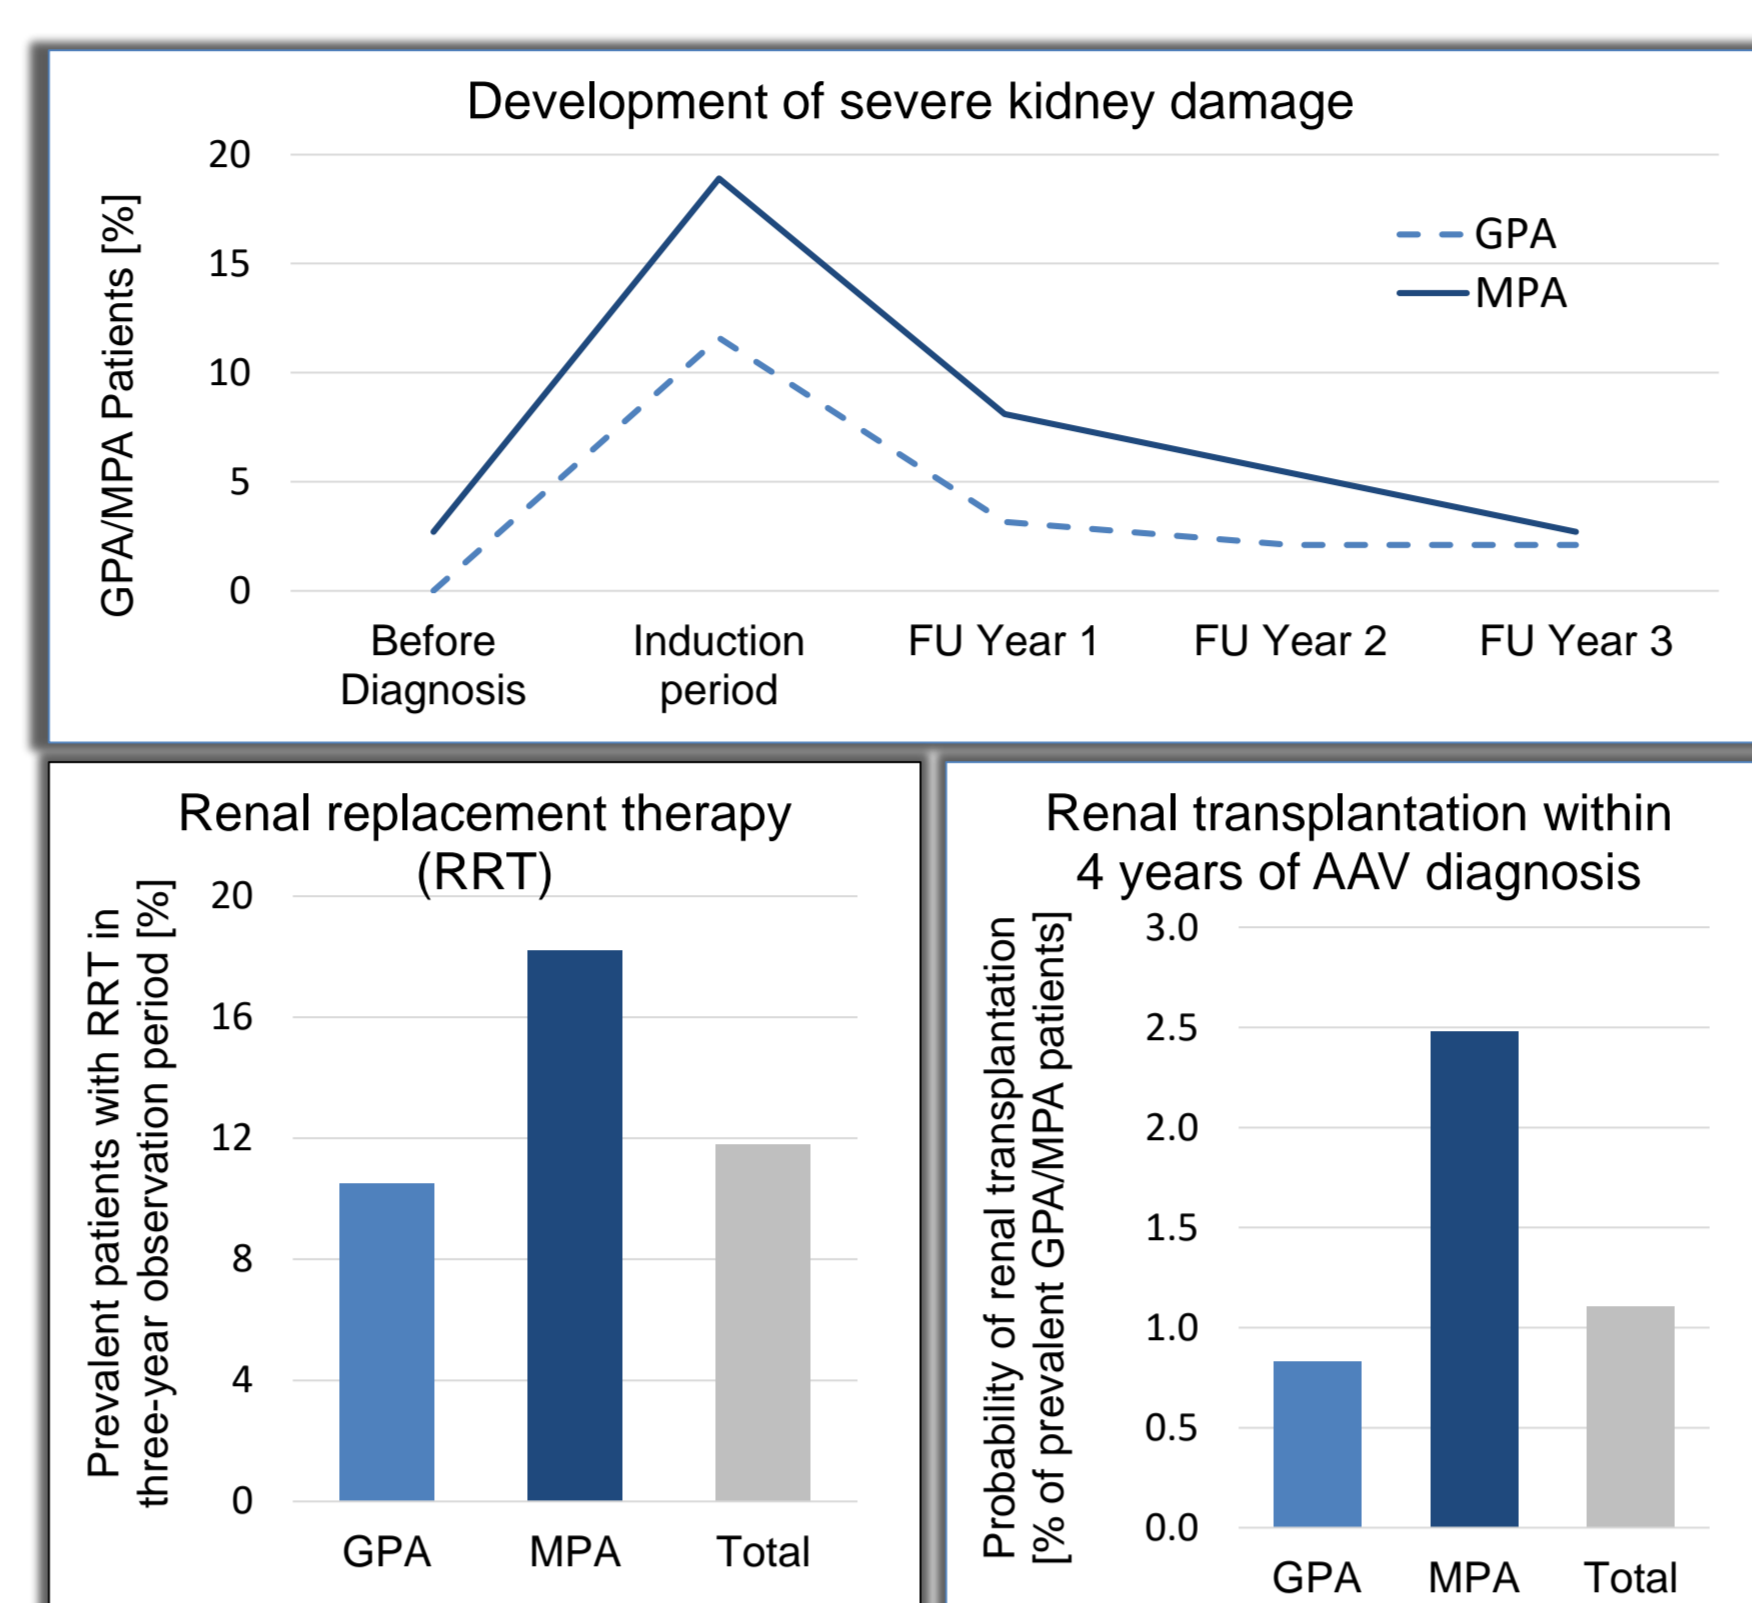 Development of severe kidney damage
GPA/MPA Patients [%]
20
15
10
5
0
GPA
MPA
Before
Diagnosis
Induction
period
FU Year 1
FU Year 2
FU Year 3
Renal replacement therapy
(RRT)
Prevalent patients with RRT in
three-year observation period [%]
20
16
12
8
4
0
GPA
MPA
Total
Renal transplantation within
4 years of AAV diagnosis
Probability of renal transplantation
[% of prevalent GPA/MPA patients]
3.0
2.5
2.0
1.5
1.0
0.5
0.0
GPA
MPA
Total